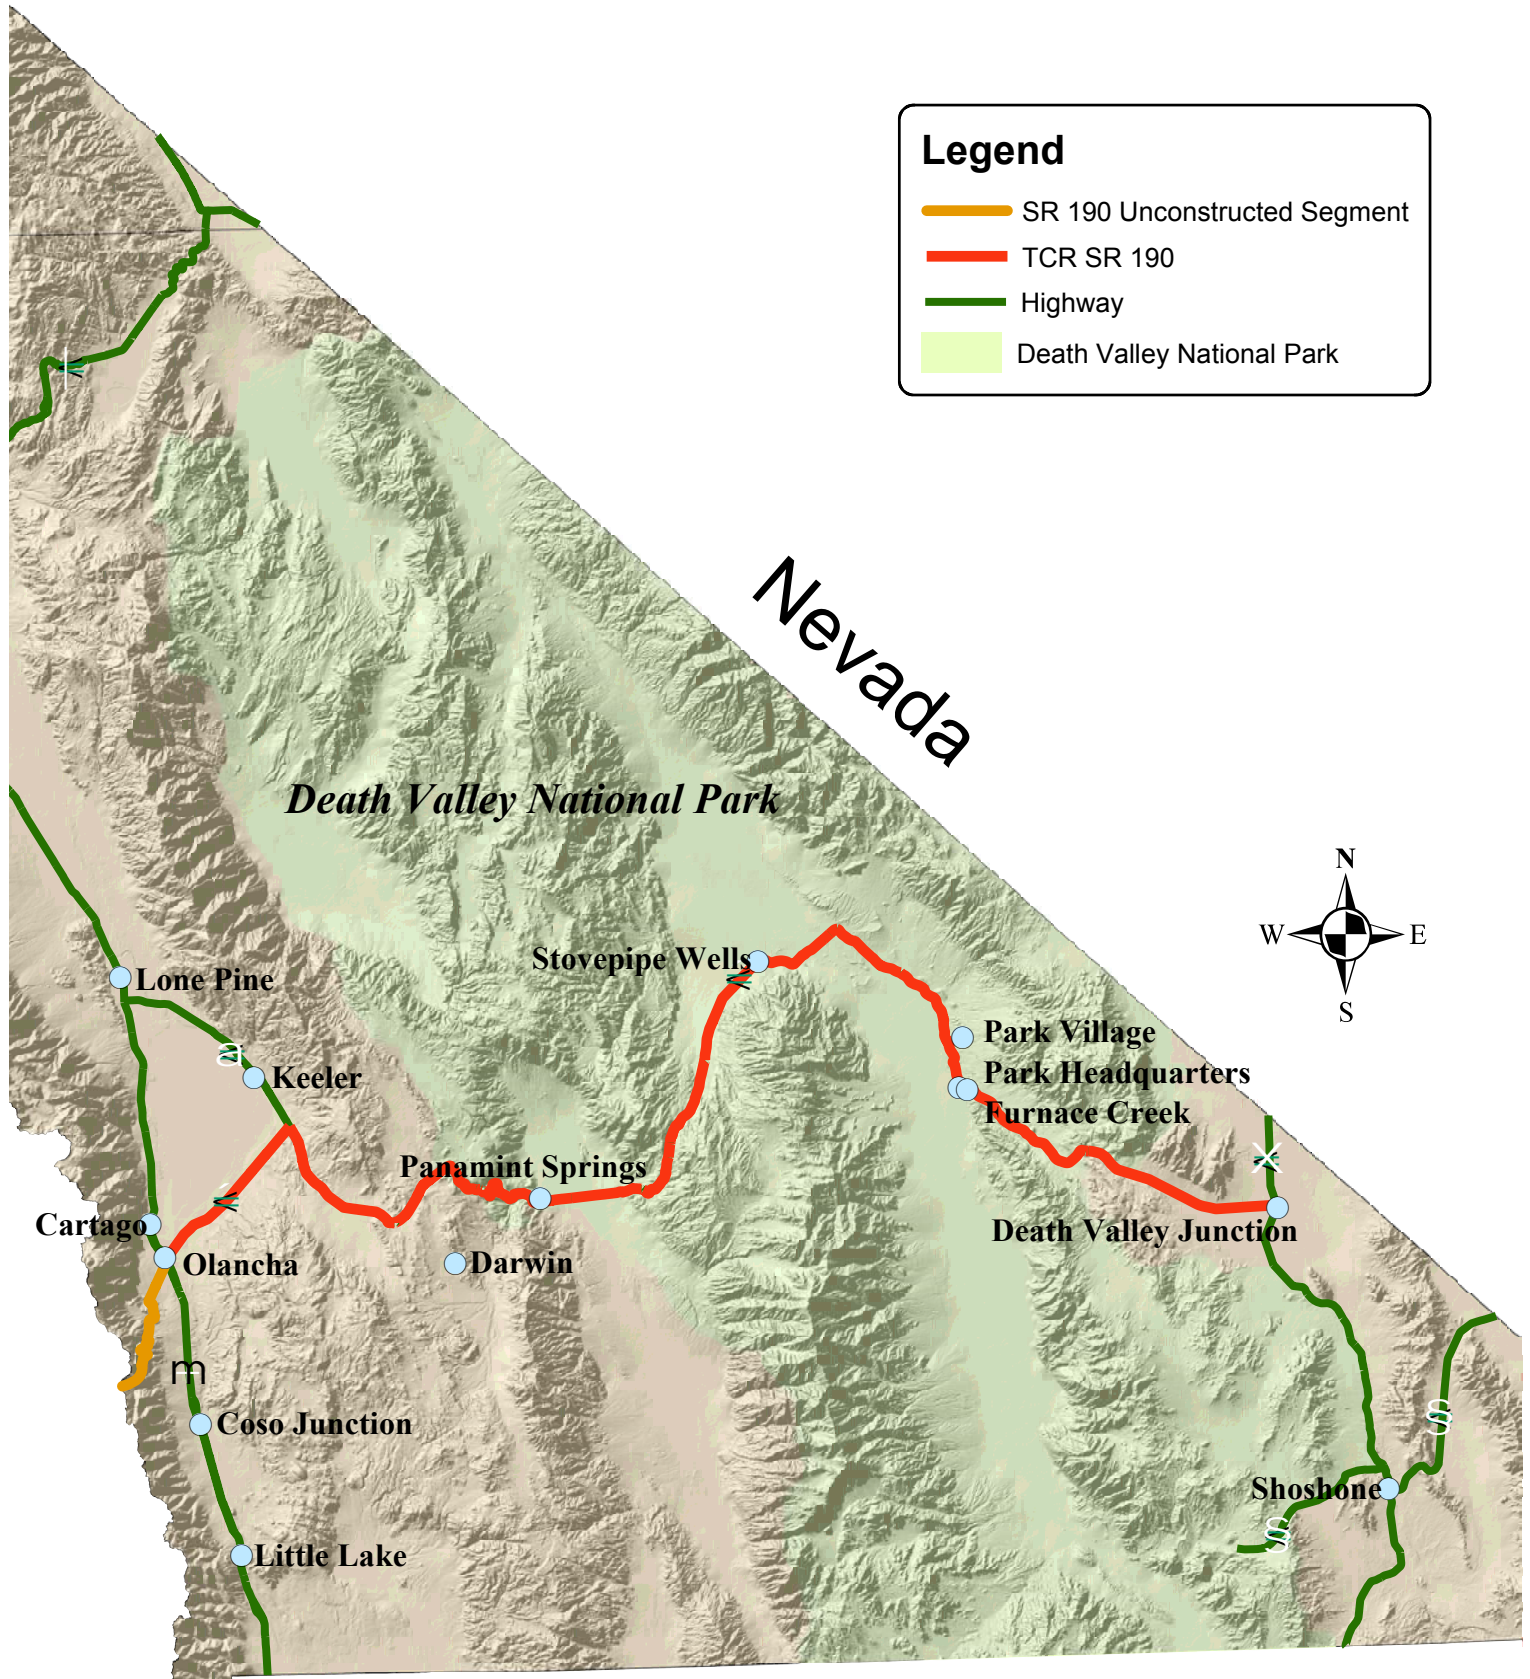 Legend
SR 190 Unconstructed Segment
TCR SR 190
Highway
Death Valley National Park
Nevada
Death Valley National Park
N
W
E
S
Stovepipe Wells
Lone Pine
Park Village
a
Keeler
Park Headquarters
Furnace Creek
X
Panamint Springs
Cartago
Death Valley Junction
Olancha
Darwin
m
Coso Junction
§
Shoshone
§
Little Lake